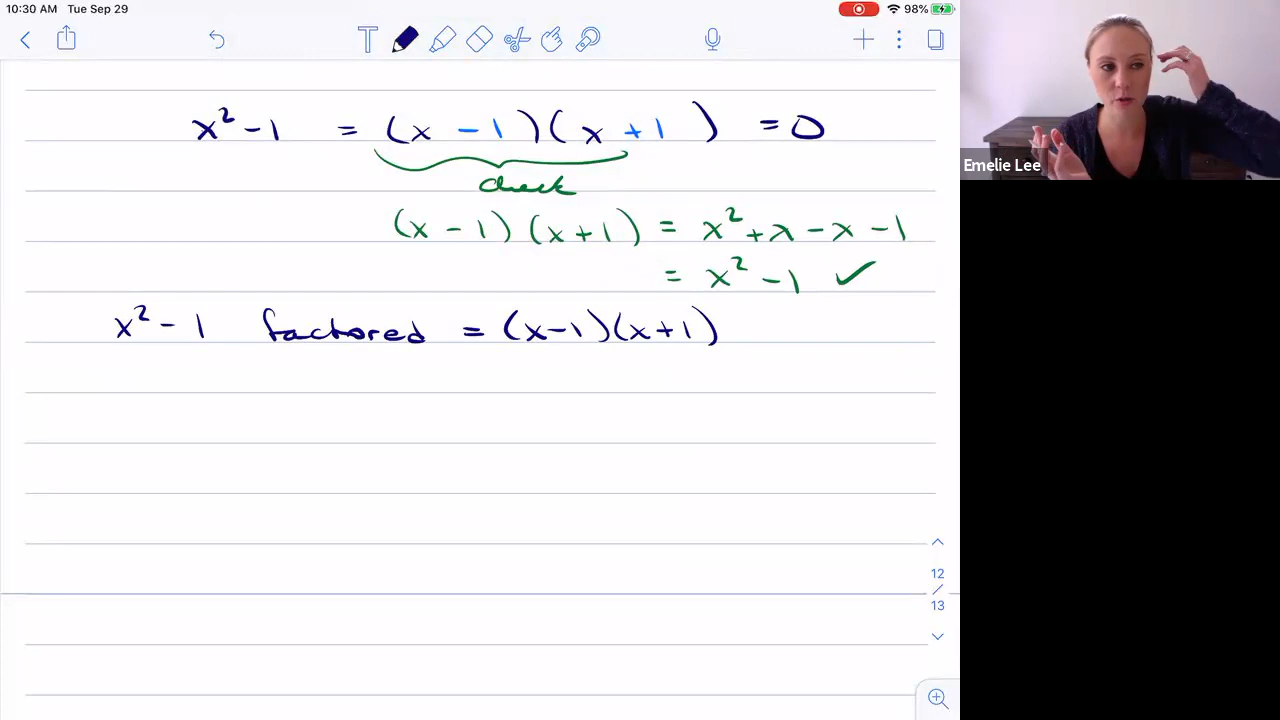 10:30 AM Tue Sep 29
98%
x² - 1 = (x - 1)(x + 1) = 0
check
(x - 1)(x + 1) = x² + x - x - 1
= x² - 1 ✓
x² - 1 factored = (x - 1)(x + 1)
12
/
13
Emelie Lee